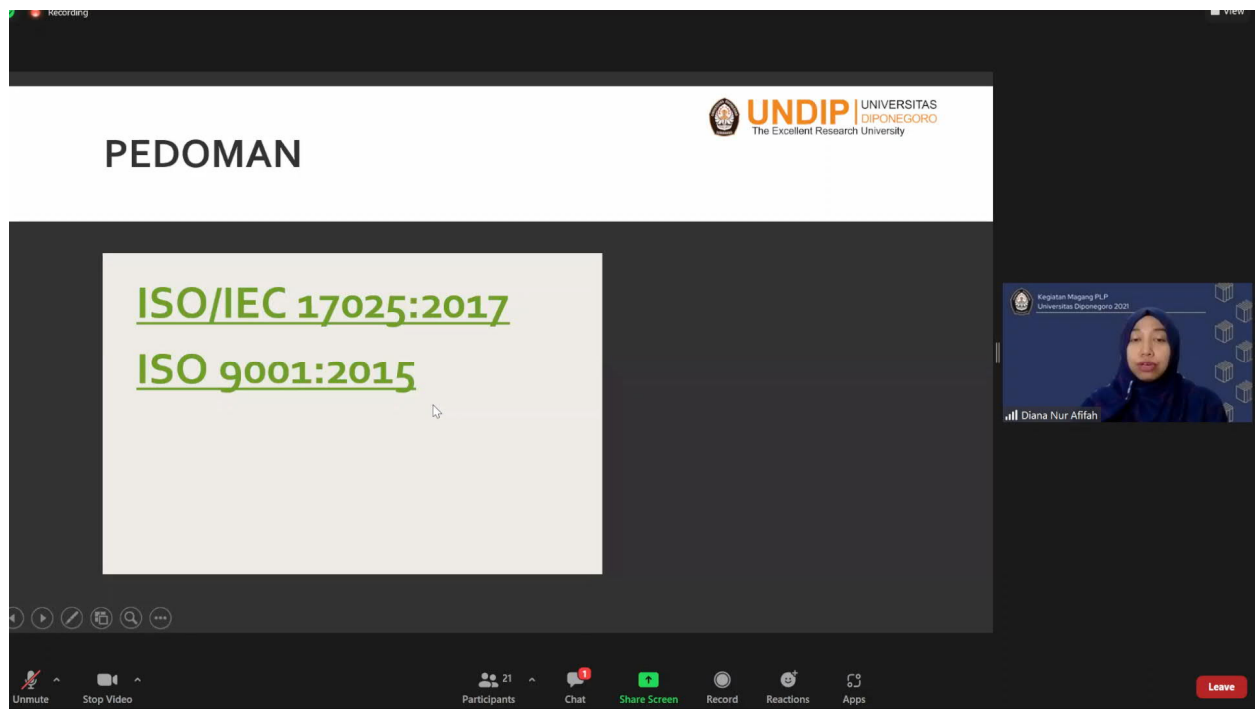 Recording
View
UNDIP
UNIVERSITAS
DIPONEGORO
The Excellent Research University
PEDOMAN
ISO/IEC 17025:2017
ISO 9001:2015
Kegiatan Magang PLP
Universitas Diponegoro 2021
Diana Nur Afifah
21
1
Unmute
Stop Video
Participants
Chat
Share Screen
Record
Reactions
Apps
Leave